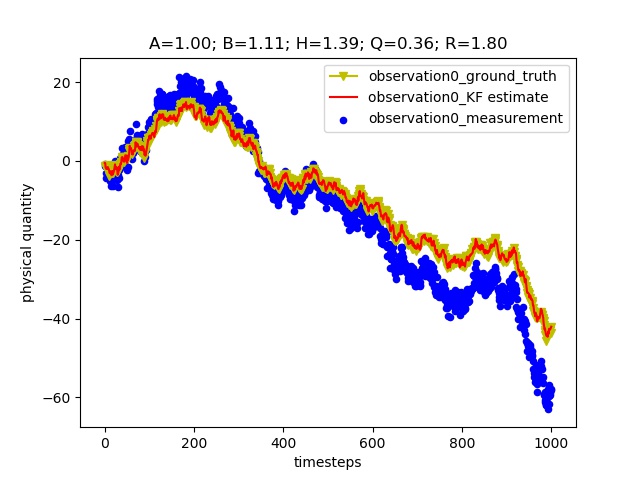 A=1.00; B=1.11; H=1.39; Q=0.36; R=1.80
observation0_ground_truth
observation0_KF estimate
observation0_measurement
physical quantity
20
0
−20
−40
−60
0 200 400 600 800 1000
timesteps